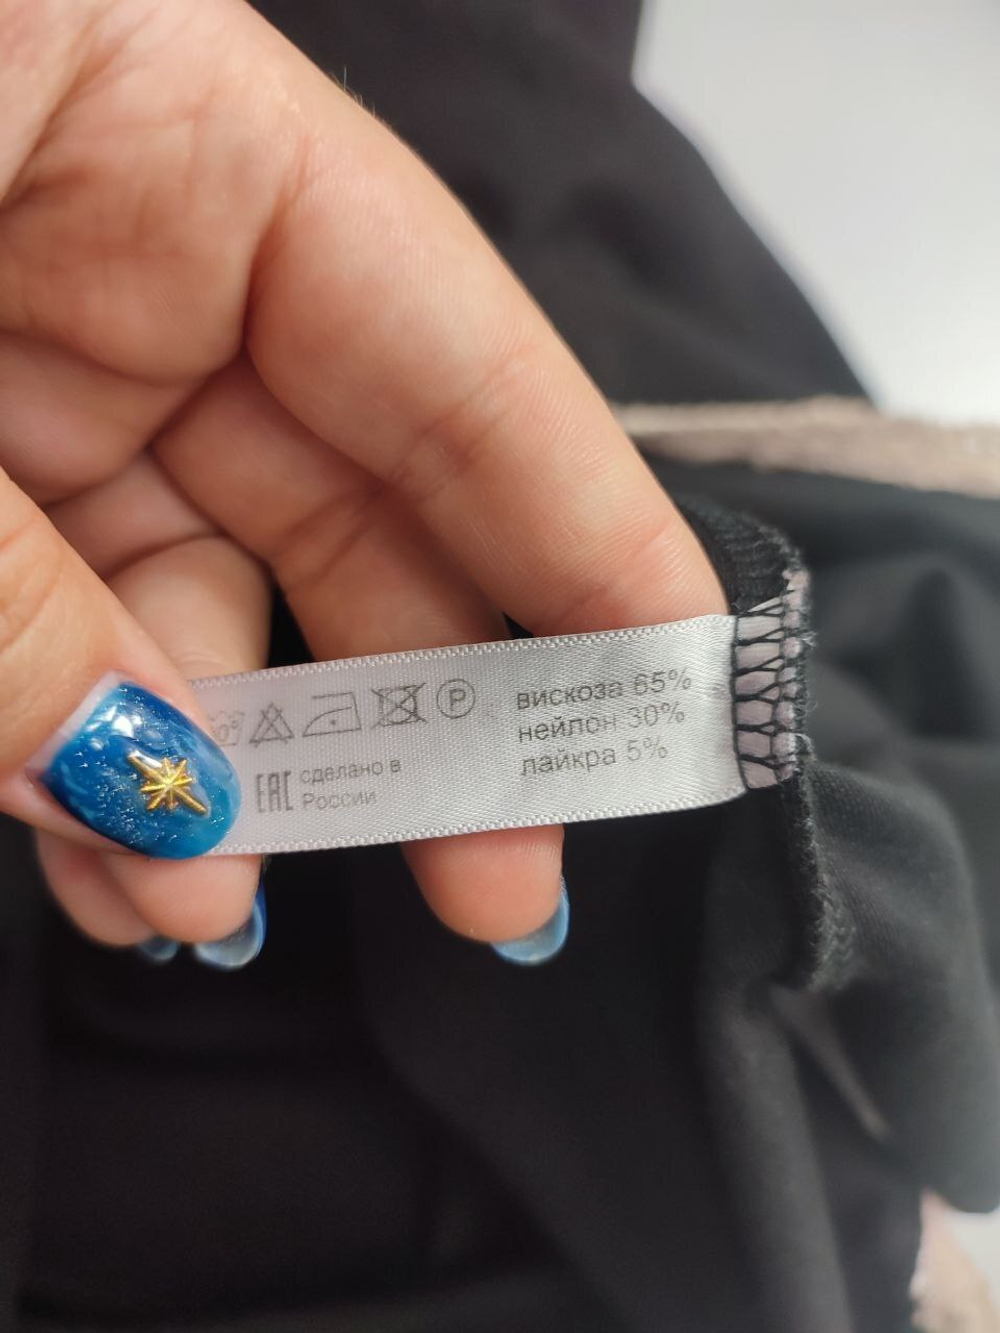 вискоза 65%
нейлон 30%
лайкра 5%
P
EAC сделано в
России